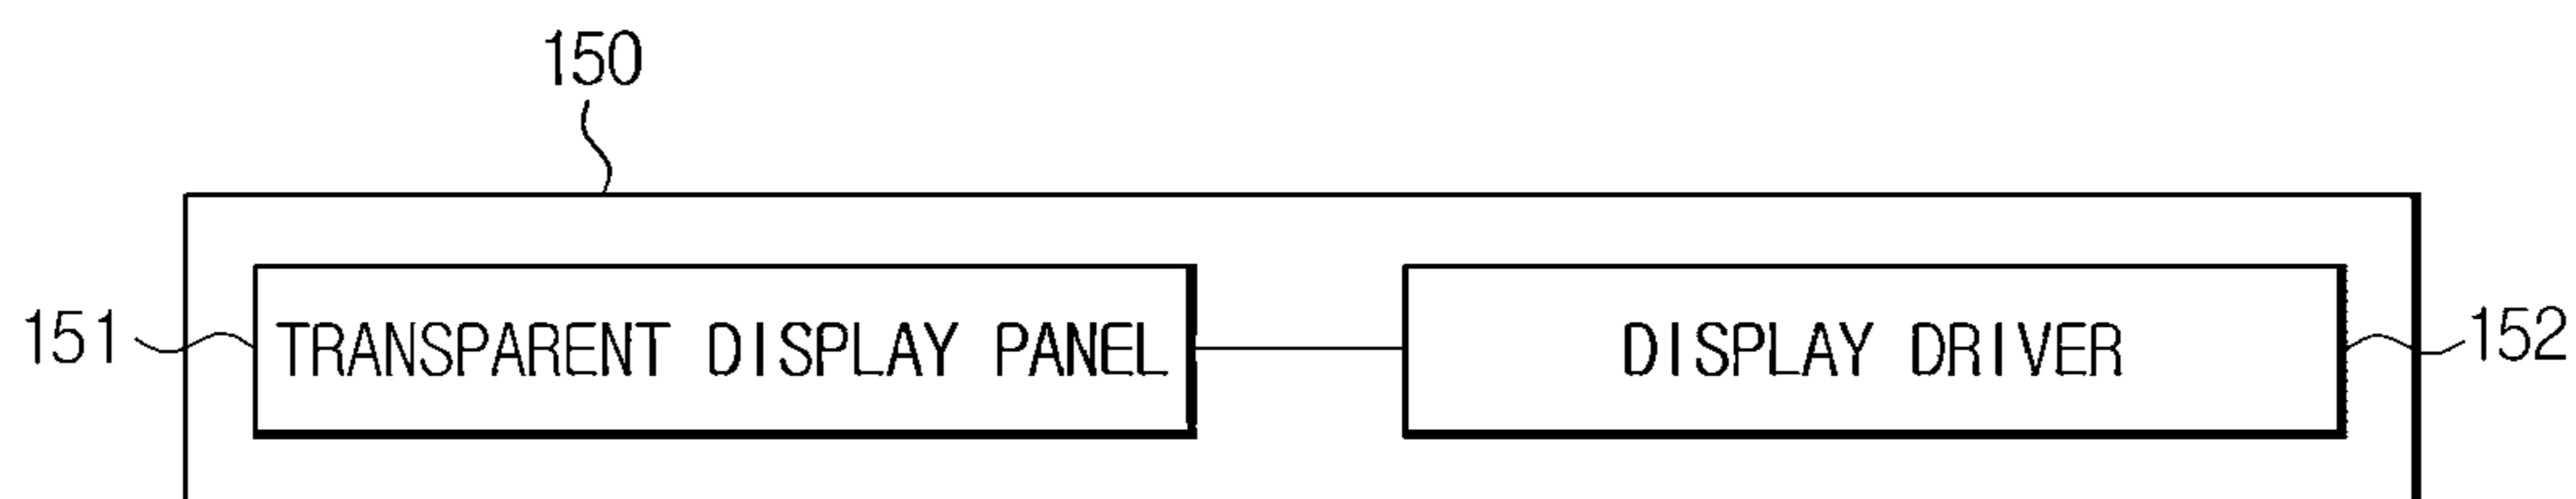 150
151 TRANSPARENT DISPLAY PANEL DISPLAY DRIVER 152